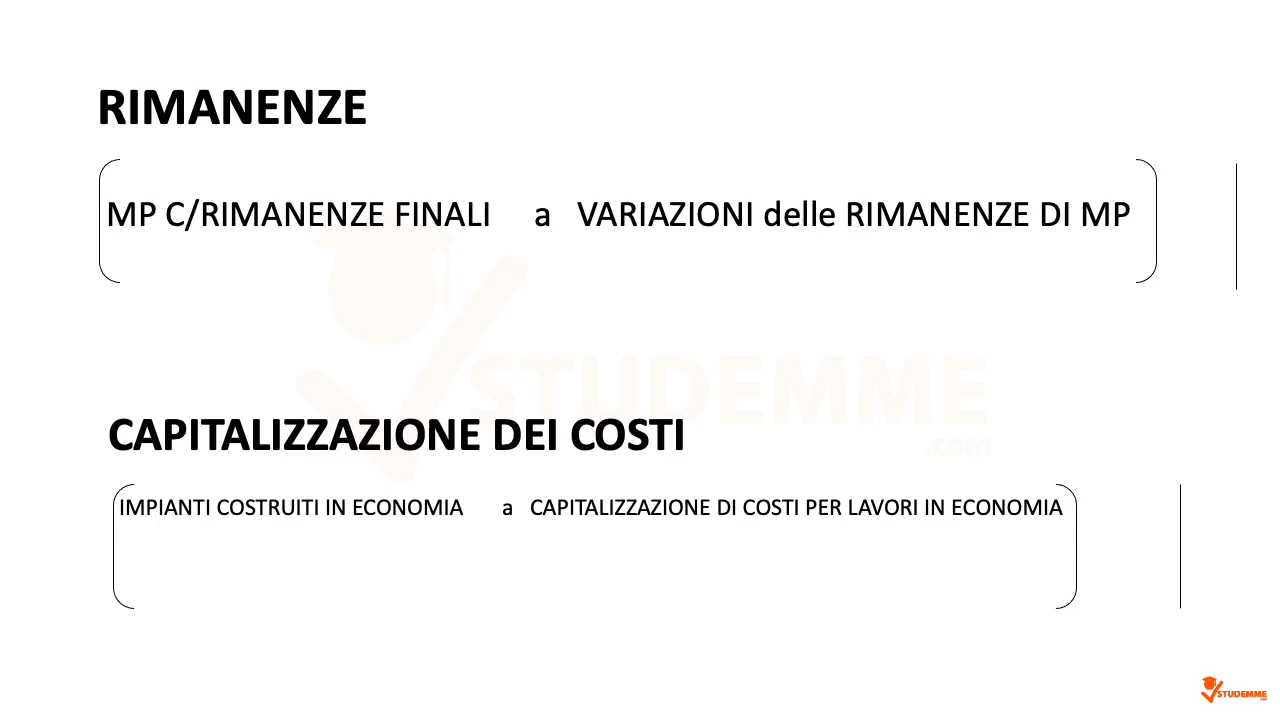 RIMANENZE
MP C/RIMANENZE FINALI a VARIAZIONI delle RIMANENZE DI MP
STUDEMME
.com
CAPITALIZZAZIONE DEI COSTI
IMPIANTI COSTRUITI IN ECONOMIA a CAPITALIZZAZIONE DI COSTI PER LAVORI IN ECONOMIA
STUDEMME